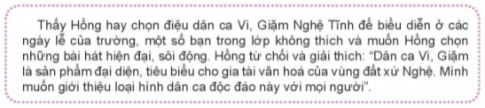 Thấy Hồng hay chọn điệu dân ca Ví, Giặm Nghệ Tĩnh để biểu diễn ở các
ngày lễ của trường, một số bạn trong lớp không thích và muốn Hồng chọn
những bài hát hiện đại, sôi động. Hồng từ chối và giải thích: "Dân ca Ví, Giặm
là sản phẩm đại diện, tiêu biểu cho gia tài văn hoá của vùng đất xứ Nghệ. Mình
muốn giới thiệu loại hình dân ca độc đáo này với mọi người".